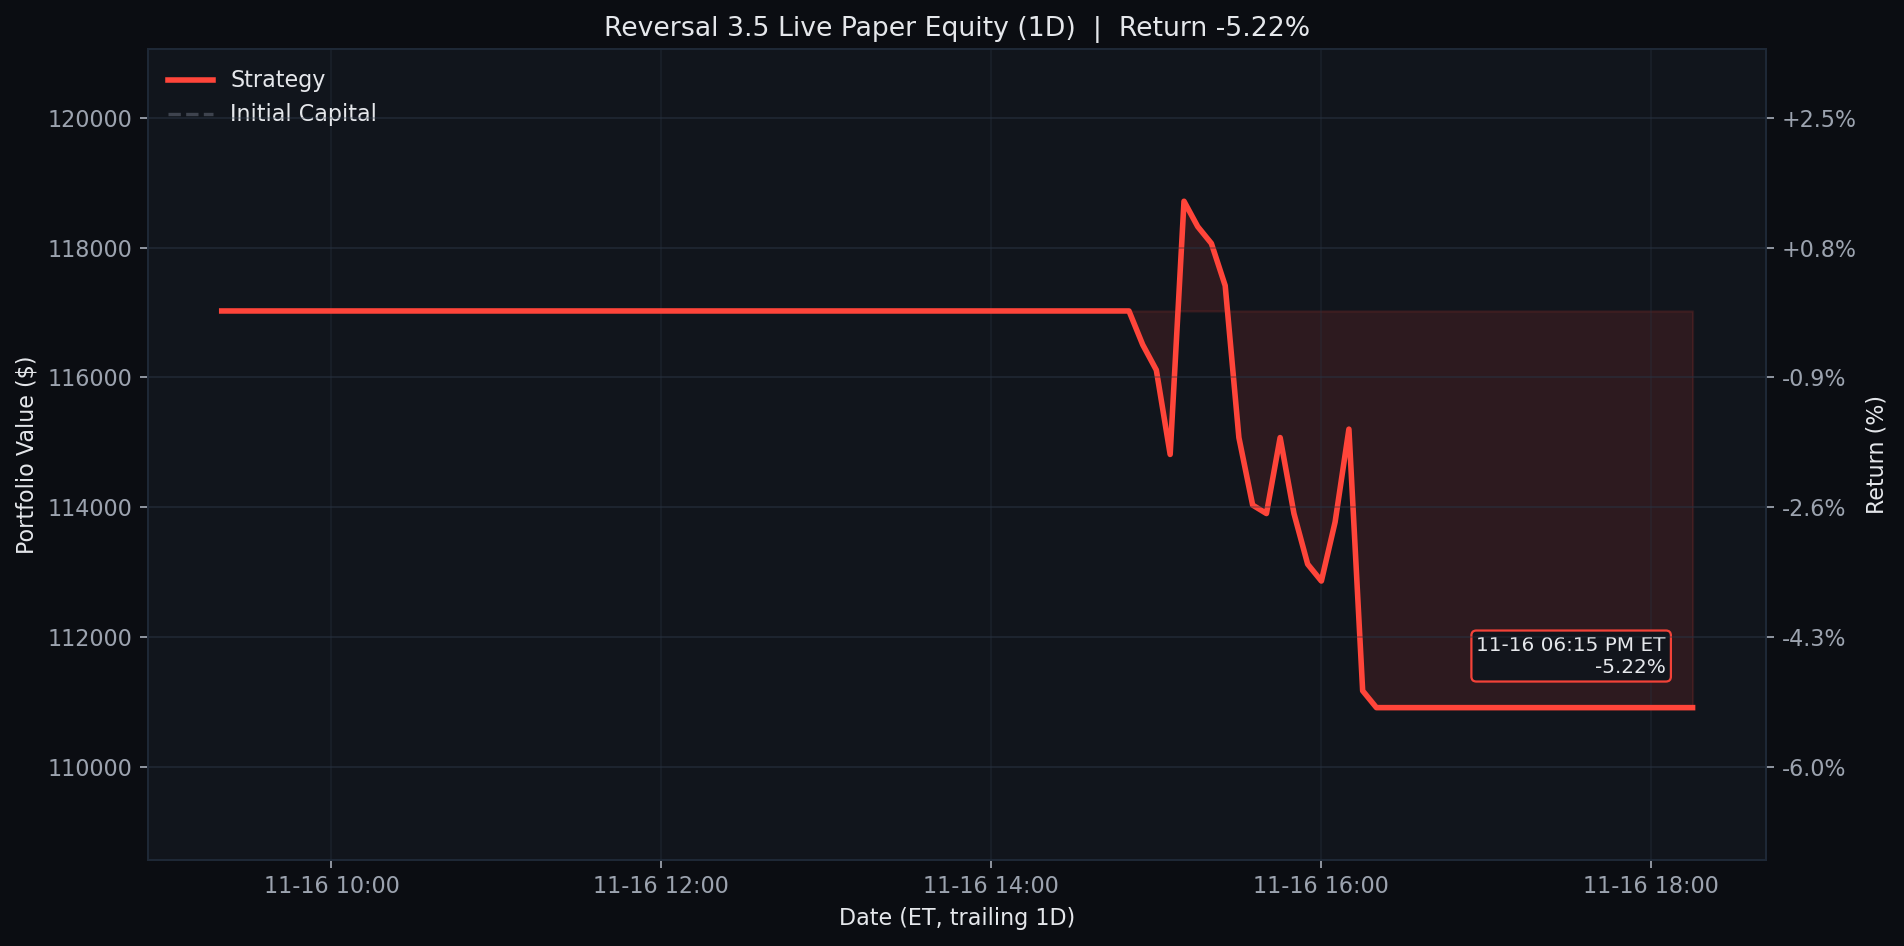 Reversal 3.5 Live Paper Equity (1D)  |  Return -5.22%
Strategy
Initial Capital
120000
118000
116000
114000
112000
110000
Portfolio Value ($)
+2.5%
+0.8%
-0.9%
-2.6%
-4.3%
-6.0%
Return (%)
11-16 06:15 PM ET
-5.22%
11-16 10:00
11-16 12:00
11-16 14:00
11-16 16:00
11-16 18:00
Date (ET, trailing 1D)